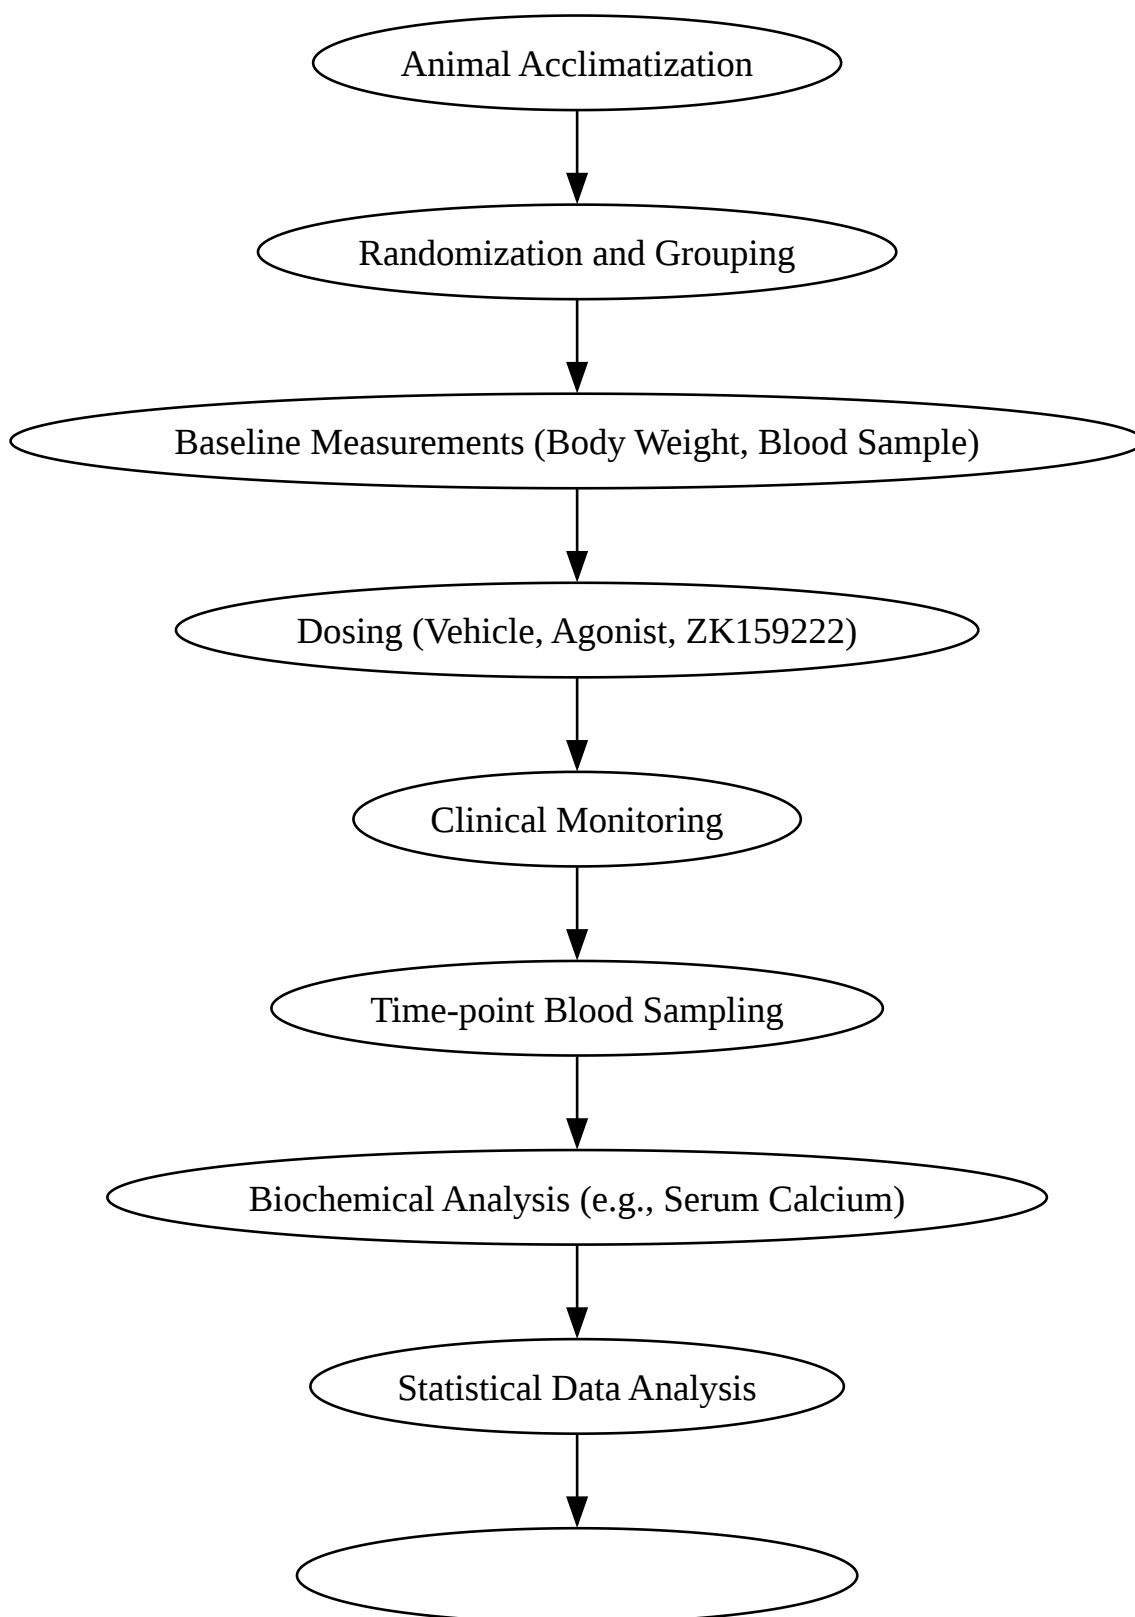 Animal Acclimatization
Randomization and Grouping
Baseline Measurements (Body Weight, Blood Sample)
Dosing (Vehicle, Agonist, ZK159222)
Clinical Monitoring
Time-point Blood Sampling
Biochemical Analysis (e.g., Serum Calcium)
Statistical Data Analysis